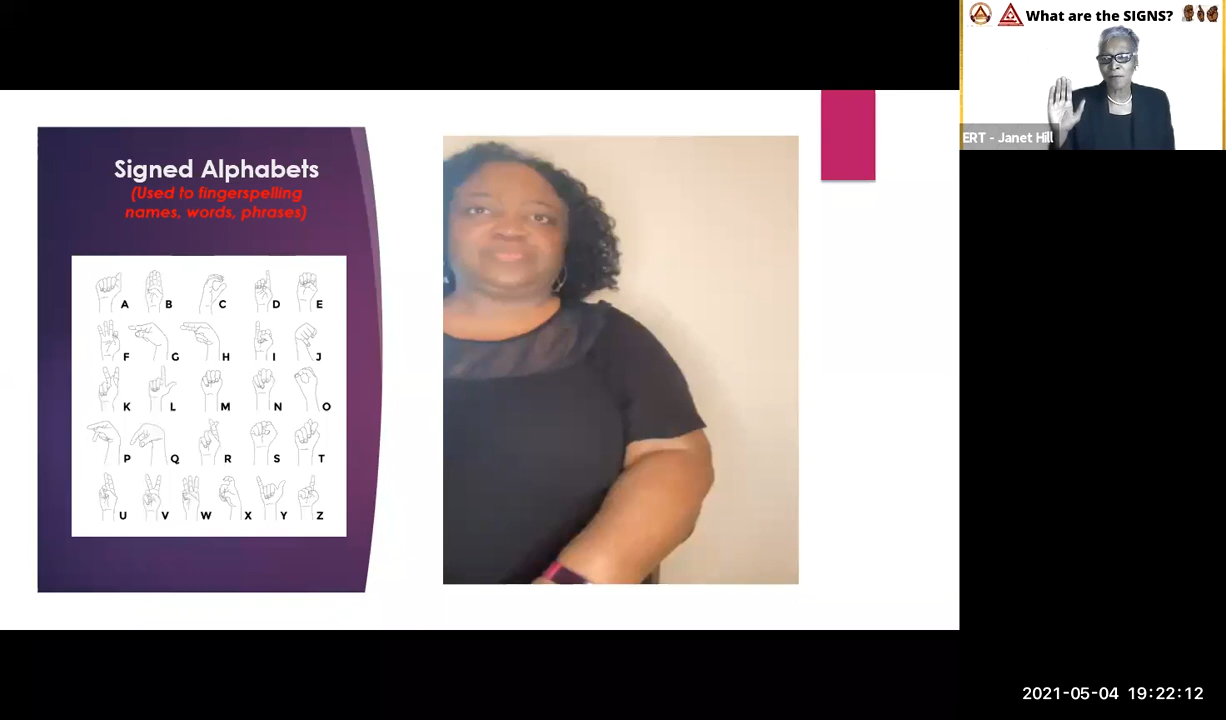 What are the SIGNS?
ERT - Janet Hill
Signed Alphabets
(Used to fingerspelling
names, words, phrases)
A B C D E
F G H I J
K L M N O
P Q R S T
U V W X Y Z
2021-05-04 19:22:12